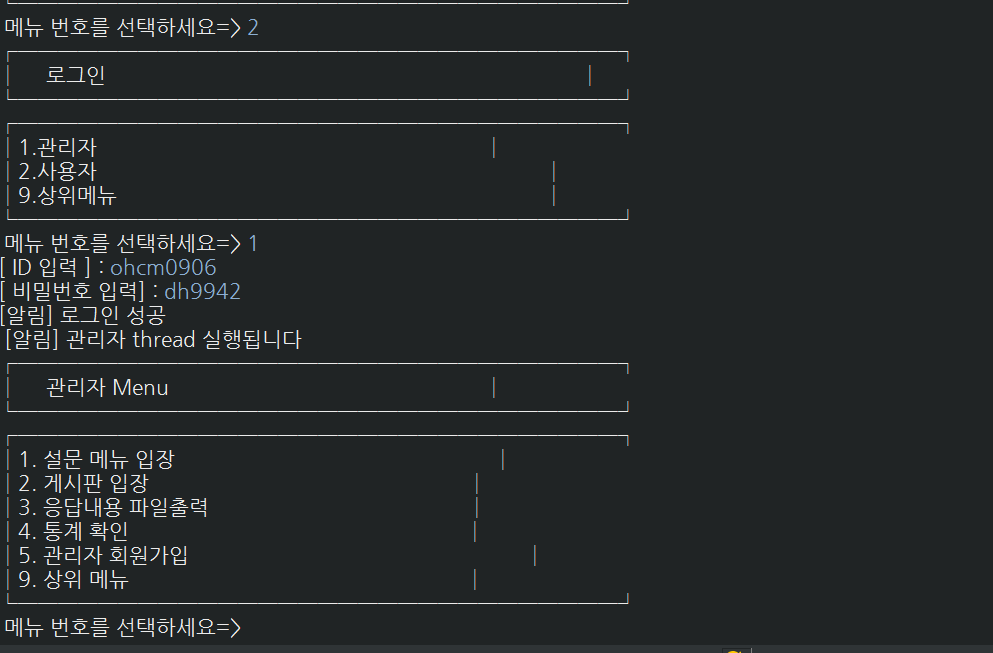 메뉴 번호를 선택하세요=> 2
로그인
1.관리자
2.사용자
9.상위메뉴
메뉴 번호를 선택하세요=> 1
[ ID 입력 ] : ohcm0906
[ 비밀번호 입력] : dh9942
[알림] 로그인 성공
[알림] 관리자 thread 실행됩니다
관리자 Menu
1. 설문 메뉴 입장
2. 게시판 입장
3. 응답내용 파일출력
4. 통계 확인
5. 관리자 회원가입
9. 상위 메뉴
메뉴 번호를 선택하세요=>